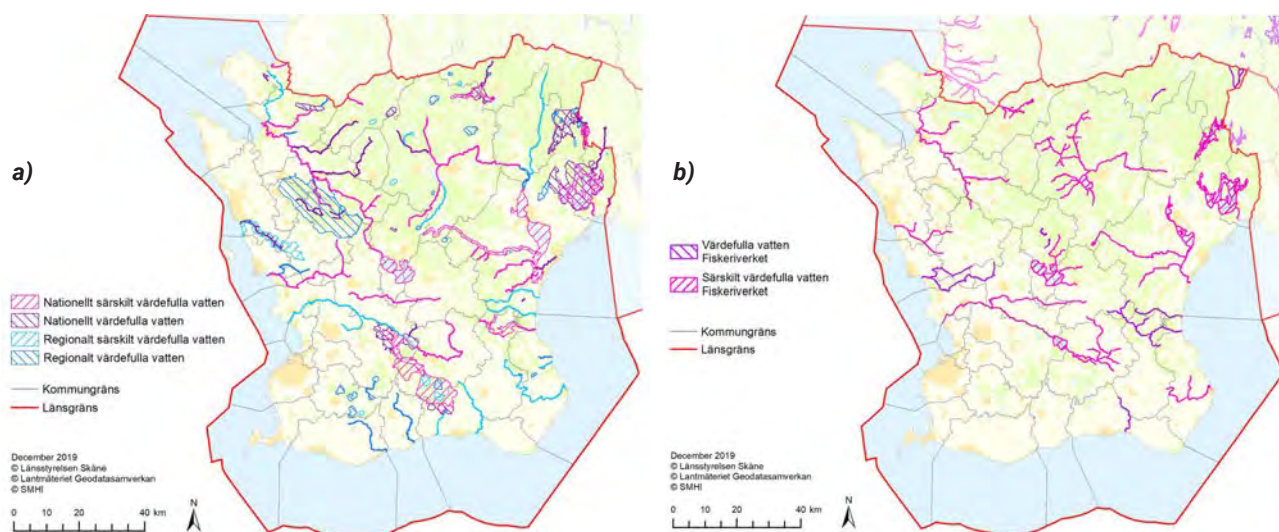 a)
Nationellt särskilt värdefulla vatten
Nationellt värdefulla vatten
Regionalt särskilt värdefulla vatten
Regionalt värdefulla vatten
Kommungräns
Länsgräns
December 2019
© Länsstyrelsen Skåne
© Lantmäteriet Geodatasamverkan
© SMHI
0 10 20 40 km
N
b)
Värdefulla vatten
Fiskeriverket
Särskilt värdefulla vatten
Fiskeriverket
Kommungräns
Länsgräns
December 2019
© Länsstyrelsen Skåne
© Lantmäteriet Geodatasamverkan
© SMHI
0 10 20 40 km
N